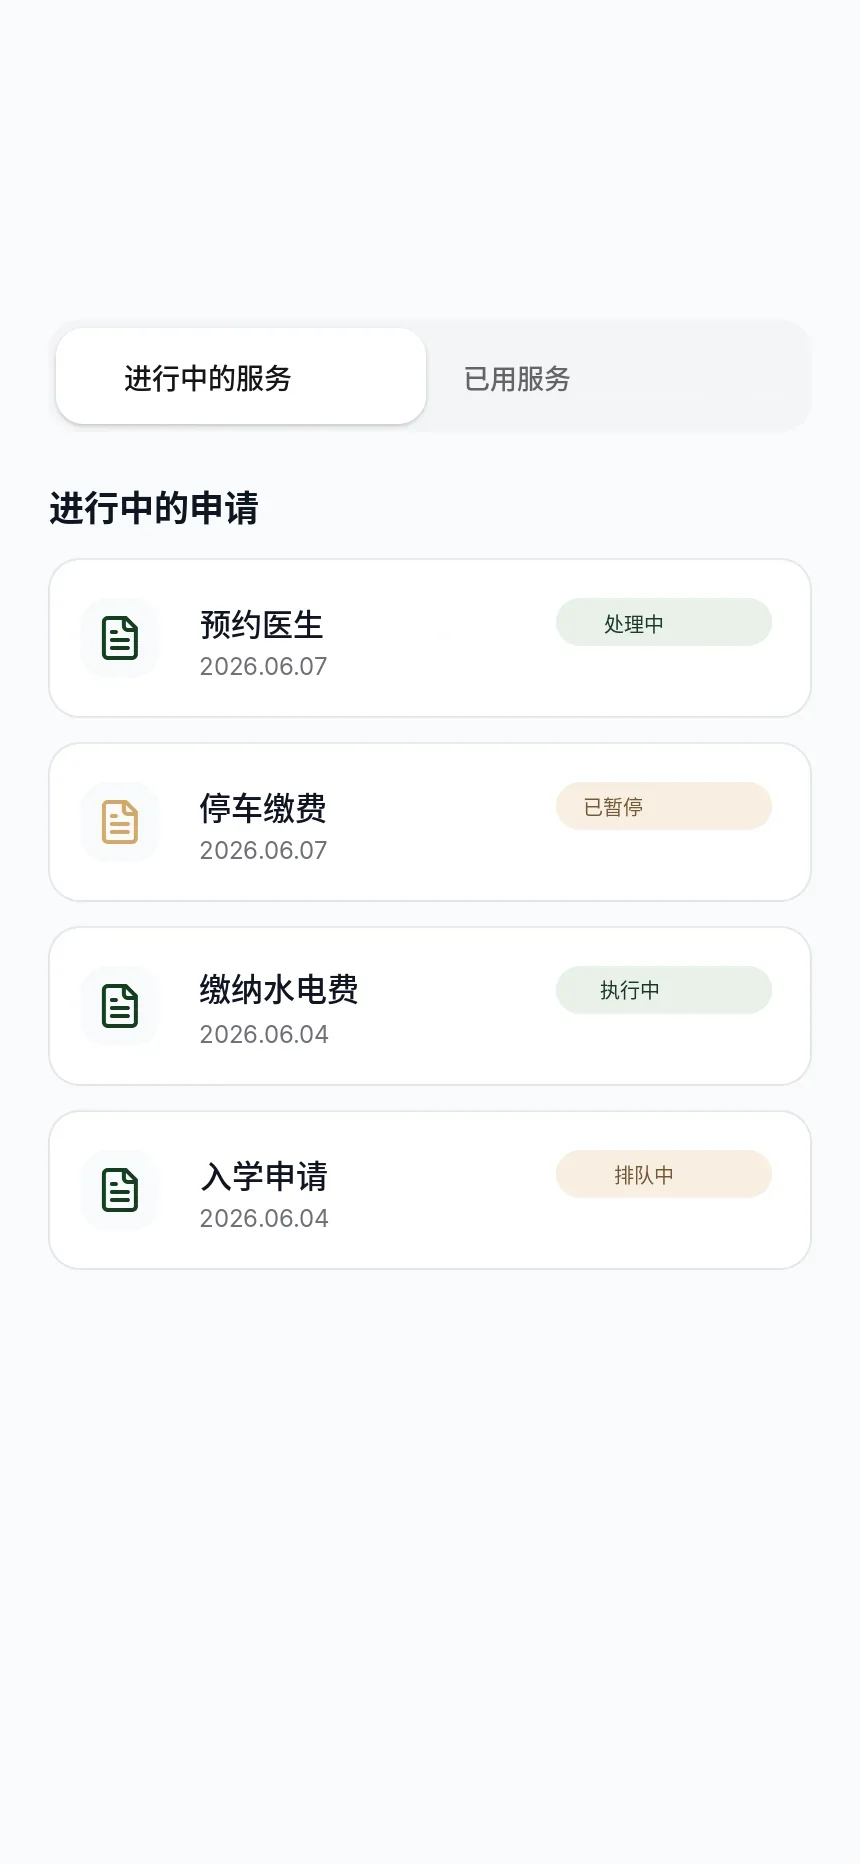 进行中的服务
已用服务
进行中的申请
预约医生
处理中
2026.06.07
停车缴费
已暂停
2026.06.07
缴纳水电费
执行中
2026.06.04
入学申请
排队中
2026.06.04